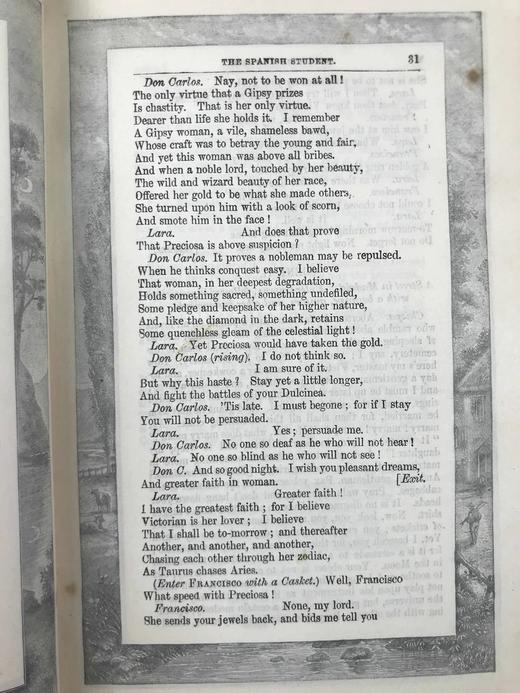 THE SPANISH STUDENT. 31
Don Carlos. Nay, not to be won at all!
The only virtue that a Gipsy prizes
Is chastity. That is her only virtue.
Dearer than life she holds it. I remember
A Gipsy woman, a vile, shameless bawd,
Whose craft was to betray the young and fair,
And yet this woman was above all bribes.
And when a noble lord, touched by her beauty,
The wild and wizard beauty of her race,
Offered her gold to be what she made others,
She turned upon him with a look of scorn,
And smote him in the face!
Lara. And does that prove
That Preciosa is above suspicion?
Don Carlos. It proves a nobleman may be repulsed.
When he thinks conquest easy. I believe
That woman, in her deepest degradation,
Holds something sacred, something undefiled,
Some pledge and keepsake of her higher nature,
And, like the diamond in the dark, retains
Some quenchless gleam of the celestial light!
Lara. Yet Preciosa would have taken the gold.
Don Carlos (rising). I do not think so.
Lara. I am sure of it.
But why this haste? Stay yet a little longer,
And fight the battles of your Dulcinea.
Don Carlos. 'Tis late. I must begone; for if I stay
You will not be persuaded.
Lara. Yes; persuade me.
Don Carlos. No one so deaf as he who will not hear!
Lara. No one so blind as he who will not see!
Don C. And so good night. I wish you pleasant dreams,
And greater faith in woman. [Exit.
Lara. Greater faith!
I have the greatest faith; for I believe
Victorian is her lover; I believe
That I shall be to-morrow; and thereafter
Another, and another, and another,
Chasing each other through her zodiac,
As Taurus chases Aries.
(Enter FRANCISCO with a Casket.) Well, Francisco
What speed with Preciosa!
Francisco. None, my lord.
She sends your jewels back, and bids me tell you